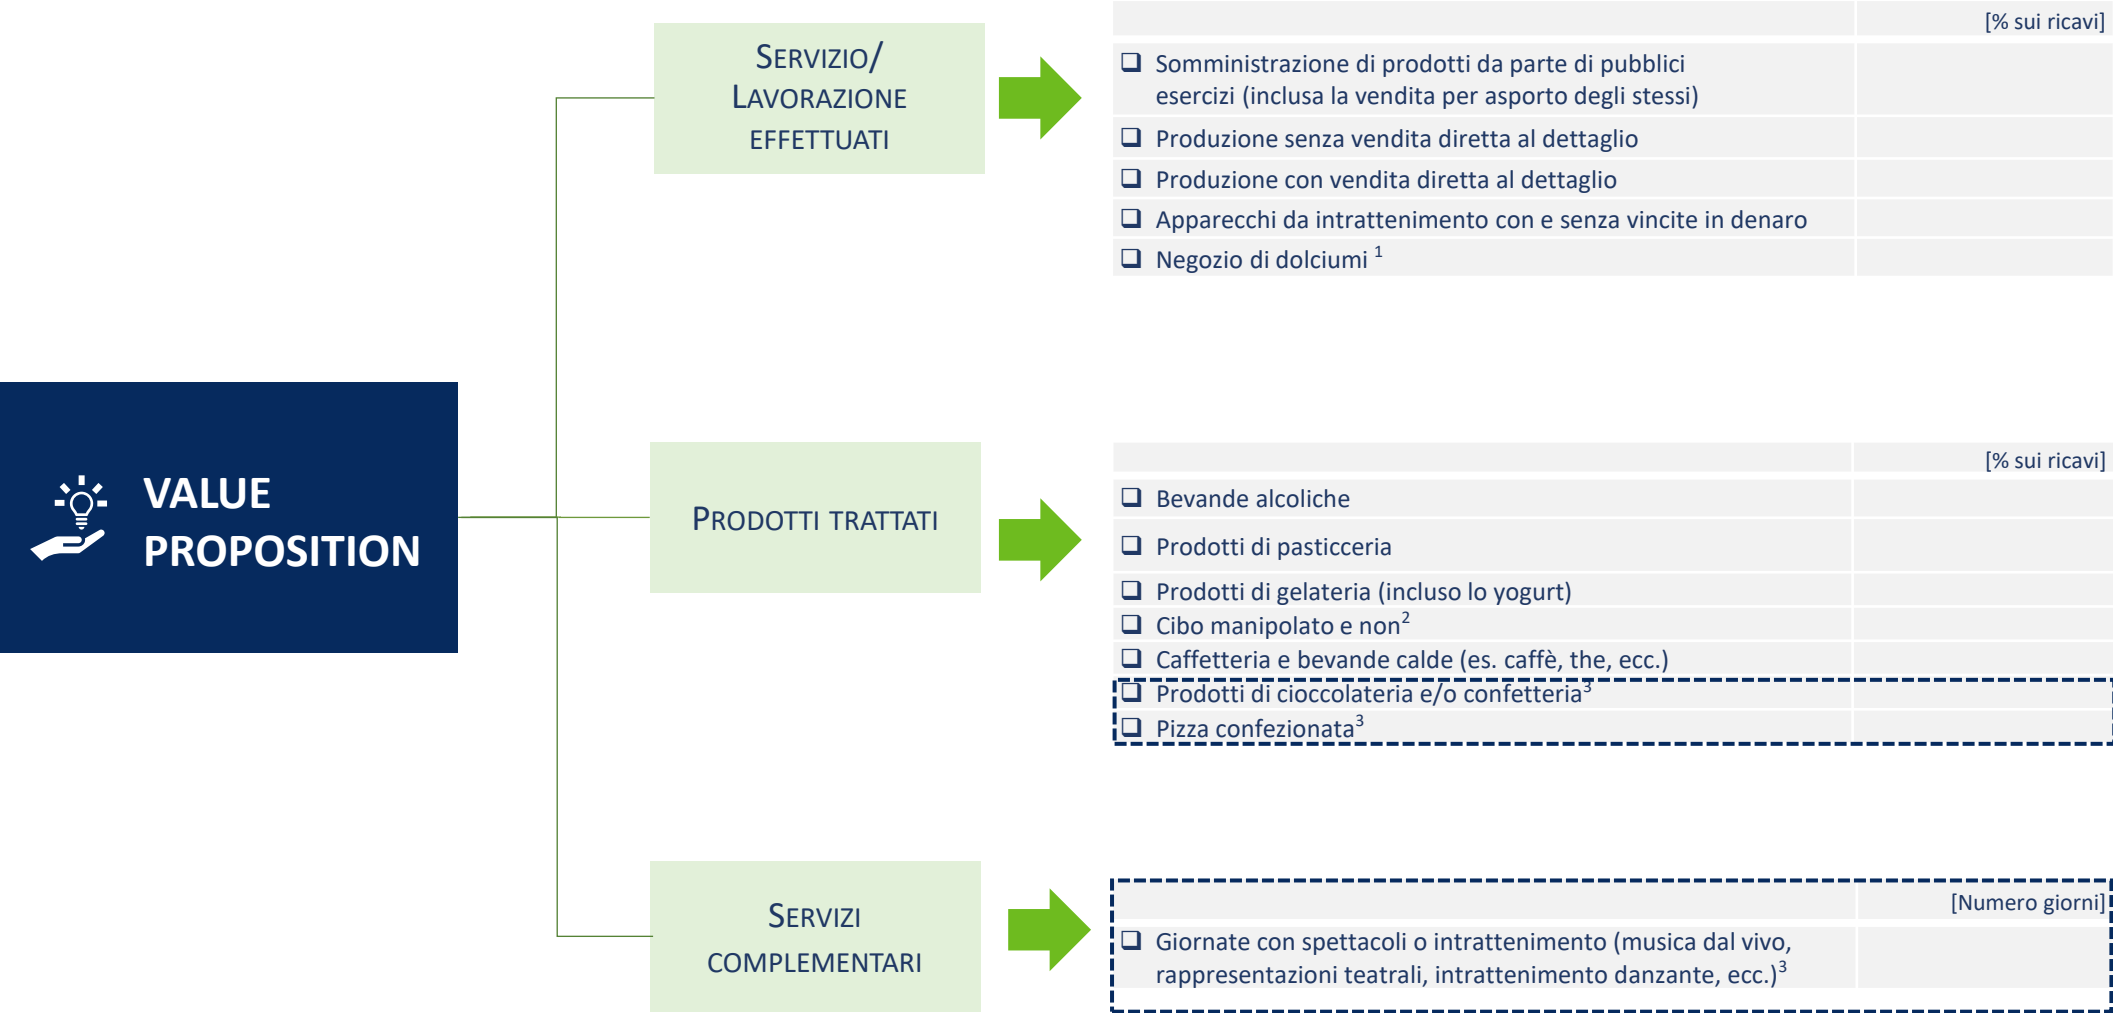 VALUE
PROPOSITION
SERVIZIO/
LAVORAZIONE
EFFETTUATI
[% sui ricavi]
❑ Somministrazione di prodotti da parte di pubblici
esercizi (inclusa la vendita per asporto degli stessi)
❑ Produzione senza vendita diretta al dettaglio
❑ Produzione con vendita diretta al dettaglio
❑ Apparecchi da intrattenimento con e senza vincite in denaro
❑ Negozio di dolciumi ¹
PRODOTTI TRATTATI
[% sui ricavi]
❑ Bevande alcoliche
❑ Prodotti di pasticceria
❑ Prodotti di gelateria (incluso lo yogurt)
❑ Cibo manipolato e non²
❑ Caffetteria e bevande calde (es. caffè, the, ecc.)
❑ Prodotti di cioccolateria e/o confetteria³
❑ Pizza confezionata³
SERVIZI
COMPLEMENTARI
[Numero giorni]
❑ Giornate con spettacoli o intrattenimento (musica dal vivo,
rappresentazioni teatrali, intrattenimento danzante, ecc.)³